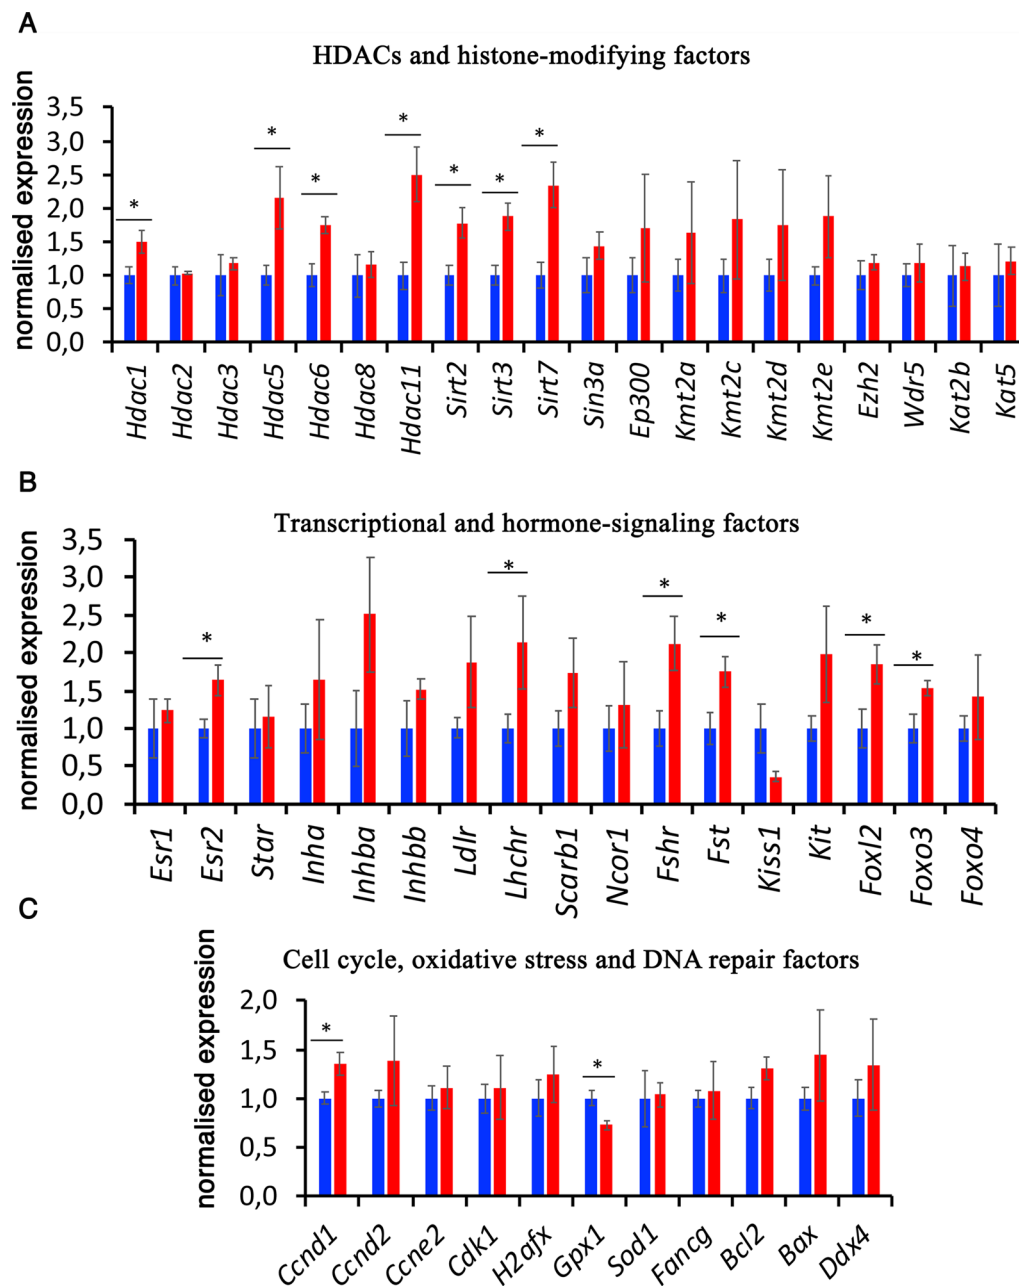 A
HDACs and histone-modifying factors
normalised expression
3,5
3,0
2,5
2,0
1,5
1,0
0,5
0,0
* * * * * * *
Hdac1 Hdac2 Hdac3 Hdac5 Hdac6 Hdac8 Hdac11 Sirt2 Sirt3 Sirt7 Sin3a Ep300 Kmt2a Kmt2c Kmt2d Kmt2e Ezh2 Wdr5 Kat2b Kat5
B
Transcriptional and hormone-signaling factors
normalised expression
3,5
3,0
2,5
2,0
1,5
1,0
0,5
0,0
* * * * * *
Esr1 Esr2 Star Inha Inhba Inhbb Ldlr Lhchr Scarb1 Ncor1 Fshr Fst Kiss1 Kit Foxl2 Foxo3 Foxo4
C
Cell cycle, oxidative stress and DNA repair factors
normalised expression
2,0
1,5
1,0
0,5
0,0
* *
Ccnd1 Ccnd2 Ccne2 Cdk1 H2afx Gpx1 Sod1 Fancg Bcl2 Bax Ddx4